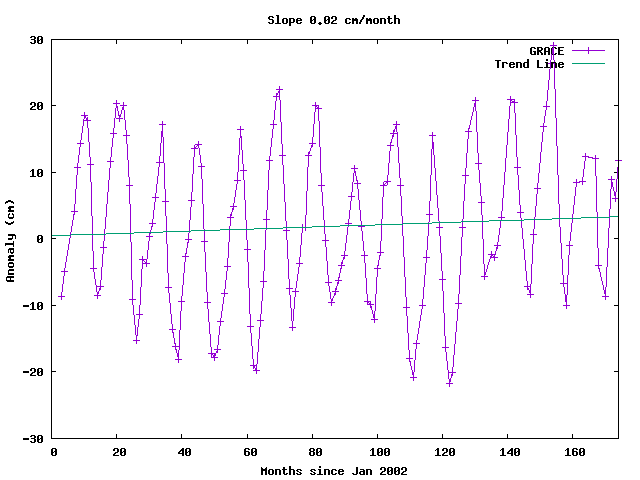 Slope 0.02 cm/month
GRACE
Trend Line
30
20
10
0
-10
-20
-30
Anomaly (cm)
0 20 40 60 80 100 120 140 160
Months since Jan 2002